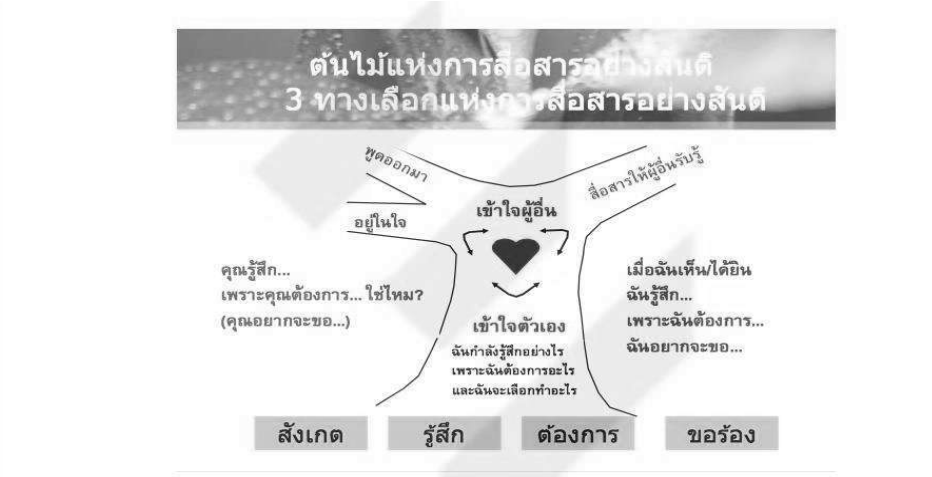 ต้นไม้แห่งการสื่อสารอย่างสันติ
3 ทางเลือกแห่งการสื่อสารอย่างสันติ
พูดออกมา
สื่อสารให้ผู้อื่นรับรู้
อยู่ในใจ
เข้าใจผู้อื่น
คุณรู้สึก...
เพราะคุณต้องการ... ใช่ไหม?
(คุณอยากจะขอ...)
เมื่อฉันเห็น/ได้ยิน
ฉันรู้สึก...
เพราะฉันต้องการ...
ฉันอยากจะขอ...
เข้าใจตัวเอง
ฉันกำลังรู้สึกอย่างไร
เพราะฉันต้องการอะไร
และฉันจะเลือกทำอะไร
สังเกต
รู้สึก
ต้องการ
ขอร้อง